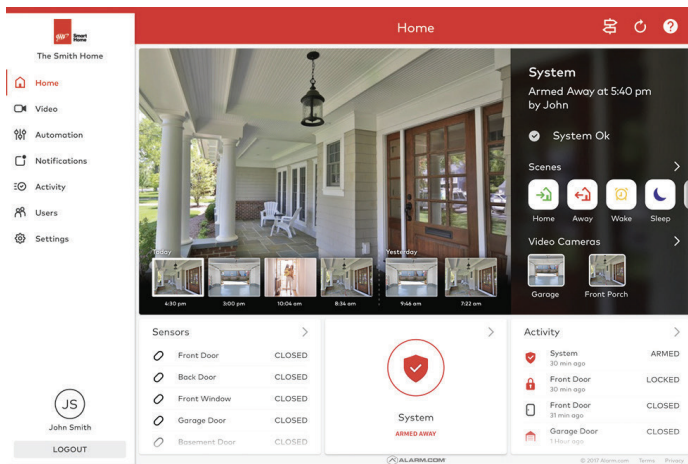 AAA Smart
Home
The Smith Home
Home
Video
Automation
Notifications
Activity
Users
Settings
JS
John Smith
LOGOUT
Home
?
Today
4:30 pm
3:00 pm
10:04 am
8:34 am
Yesterday
9:46 am
7:22 am
System
Armed Away at 5:40 pm
by John
System Ok
Scenes
Home
Away
Wake
Sleep
Video Cameras
Garage
Front Porch
Sensors
Front Door CLOSED
Back Door CLOSED
Front Window CLOSED
Garage Door CLOSED
Basement Door CLOSED
System
ARMED AWAY
Activity
System ARMED
30 min ago
Front Door LOCKED
30 min ago
Front Door CLOSED
31 min ago
Garage Door CLOSED
1 Hour ago
ALARM.COM
© 2017 Alarm.com Terms Privacy